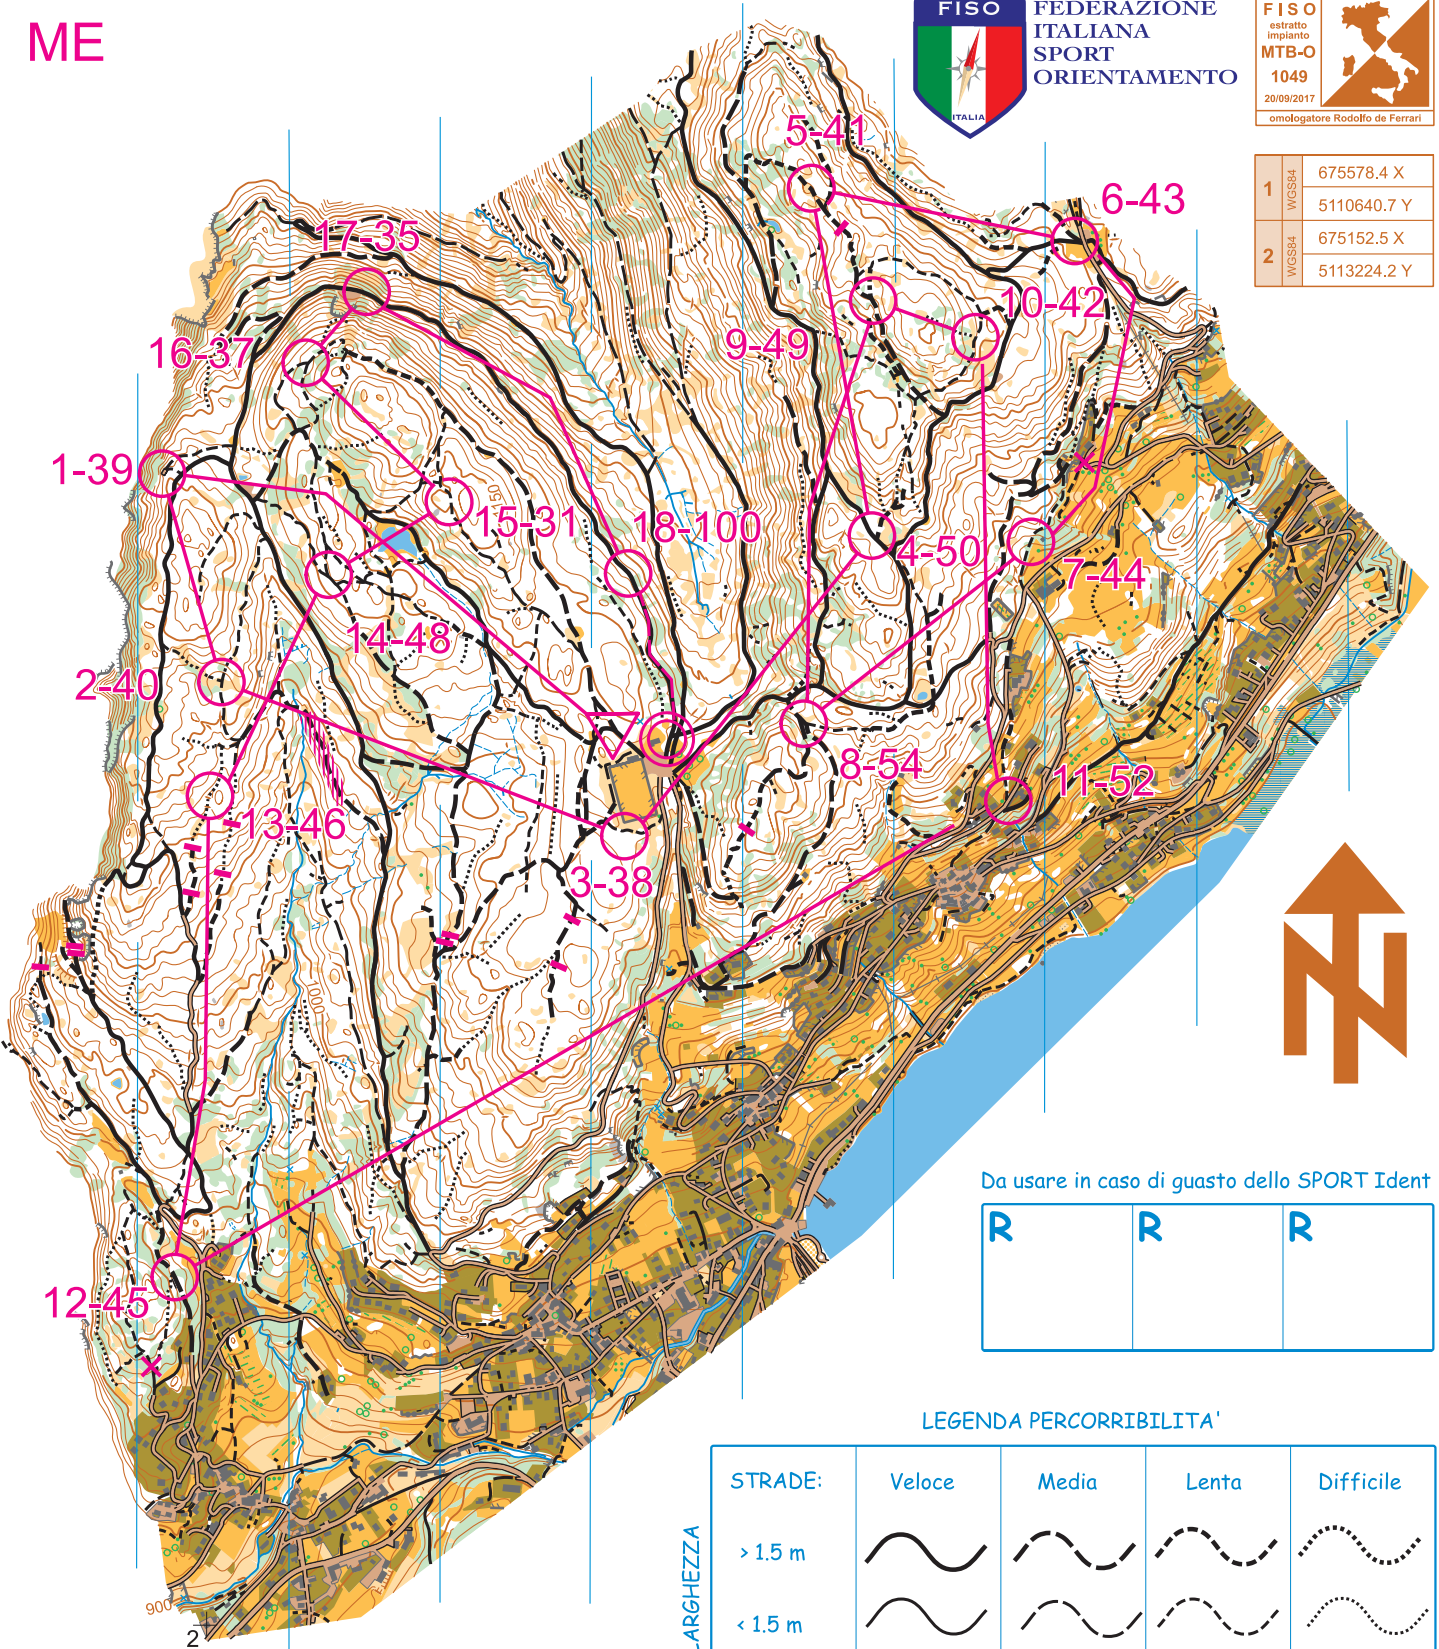 ME
FISO
FEDERAZIONE
ITALIANA
SPORT
ORIENTAMENTO
ITALIA
FISO
estratto
impianto
MTB-O
1049
20/09/2017
omologatore Rodolfo de Ferrari
1 WGS84 675578.4 X
5110640.7 Y
2 WGS84 675152.5 X
5113224.2 Y
5-41
6-43
17-35
10-42
16-37
9-49
1-39
15-31
18-100
4-50
7-44
14-48
2-40
8-54
11-52
13-46
3-38
1150
1000
12-45
900
2
Da usare in caso di guasto dello SPORT Ident
R R R
LEGENDA PERCORRIBILITA'
STRADE: Veloce Media Lenta Difficile
> 1.5 m
< 1.5 m